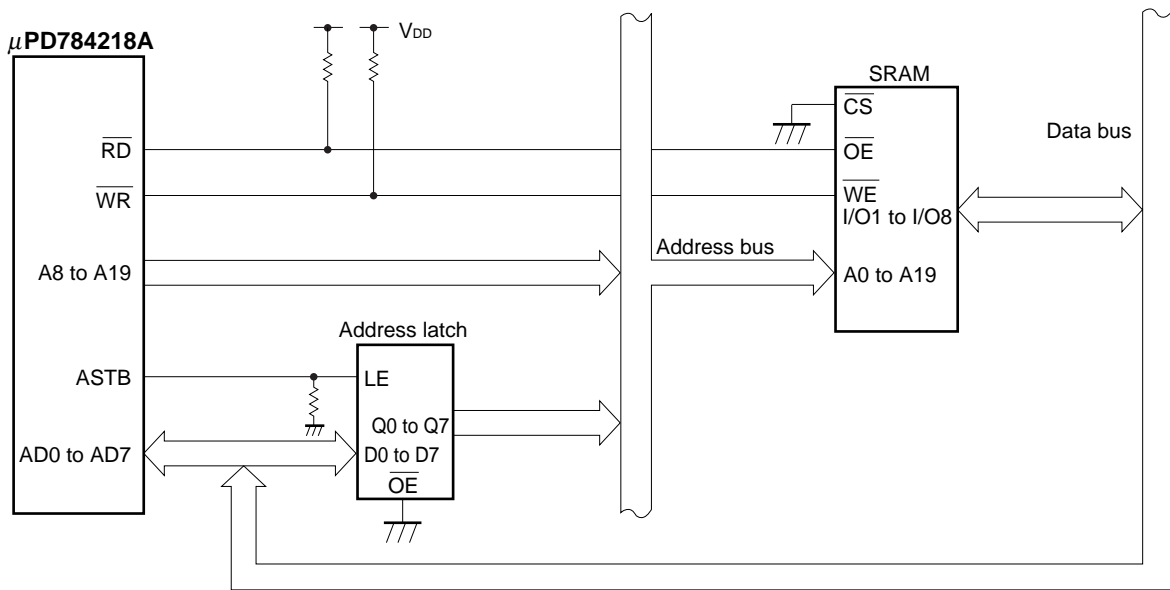 μPD784218A
VDD
RD
WR
A8 to A19
ASTB
AD0 to AD7
Address latch
LE
Q0 to Q7
D0 to D7
OE
Address bus
SRAM
CS
OE
WE
I/O1 to I/O8
A0 to A19
Data bus